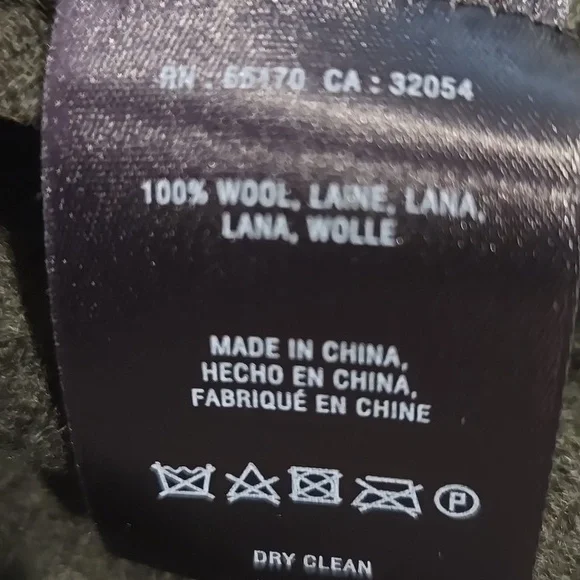 RN : 55170 CA : 32054
100% WOOL, LAINE, LANA,
LANA, WOLLE
MADE IN CHINA,
HECHO EN CHINA,
FABRIQUÉ EN CHINE
P
DRY CLEAN